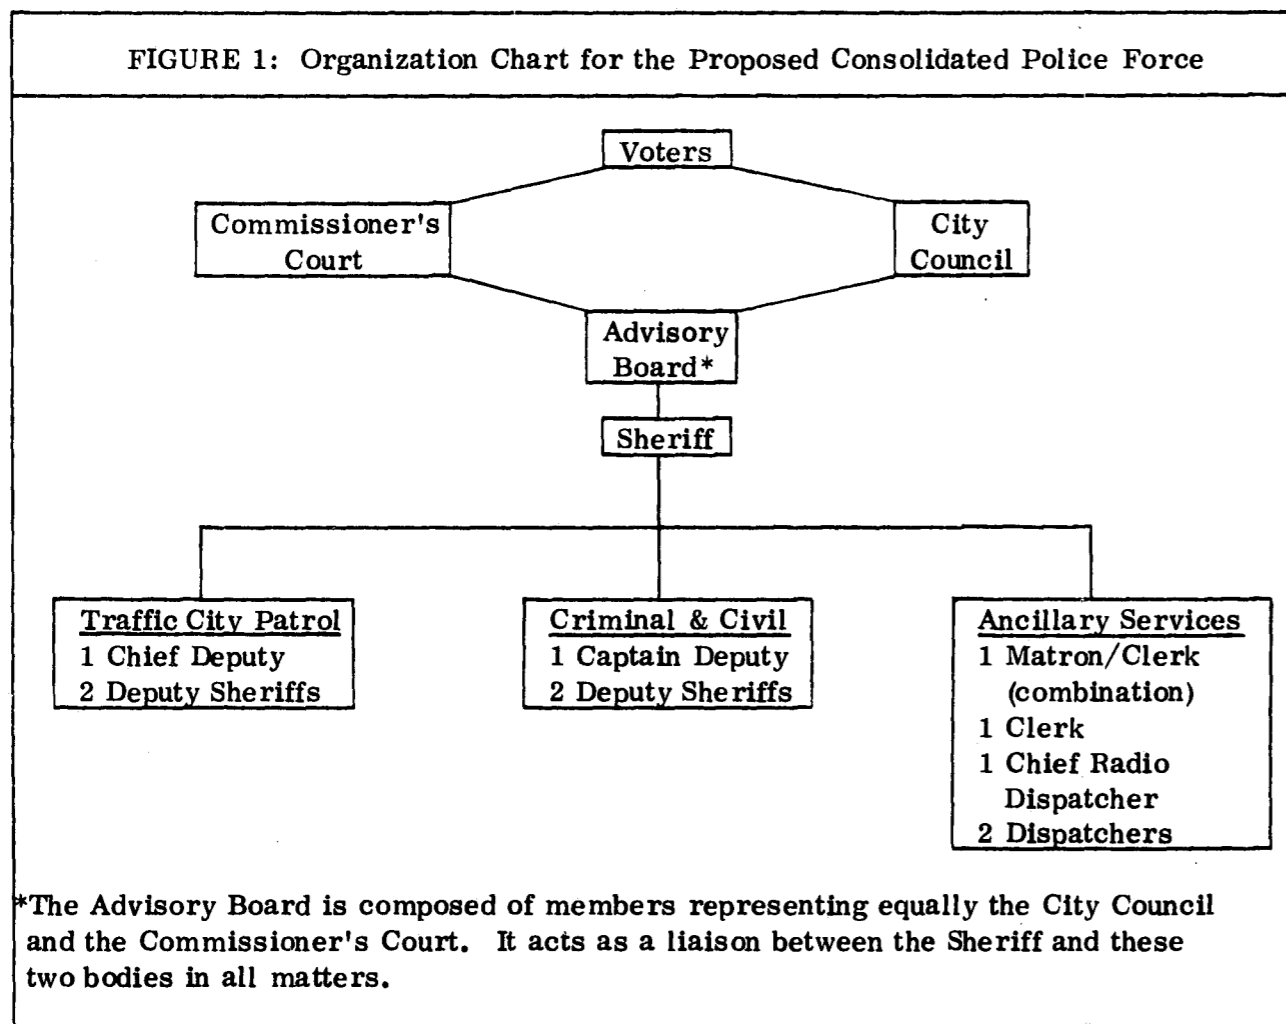 FIGURE 1: Organization Chart for the Proposed Consolidated Police Force
Voters
Commissioner's
Court
City
Council
Advisory
Board*
Sheriff
Traffic City Patrol
1 Chief Deputy
2 Deputy Sheriffs
Criminal & Civil
1 Captain Deputy
2 Deputy Sheriffs
Ancillary Services
1 Matron/Clerk
(combination)
1 Clerk
1 Chief Radio
Dispatcher
2 Dispatchers
*The Advisory Board is composed of members representing equally the City Council
and the Commissioner's Court. It acts as a liaison between the Sheriff and these
two bodies in all matters.